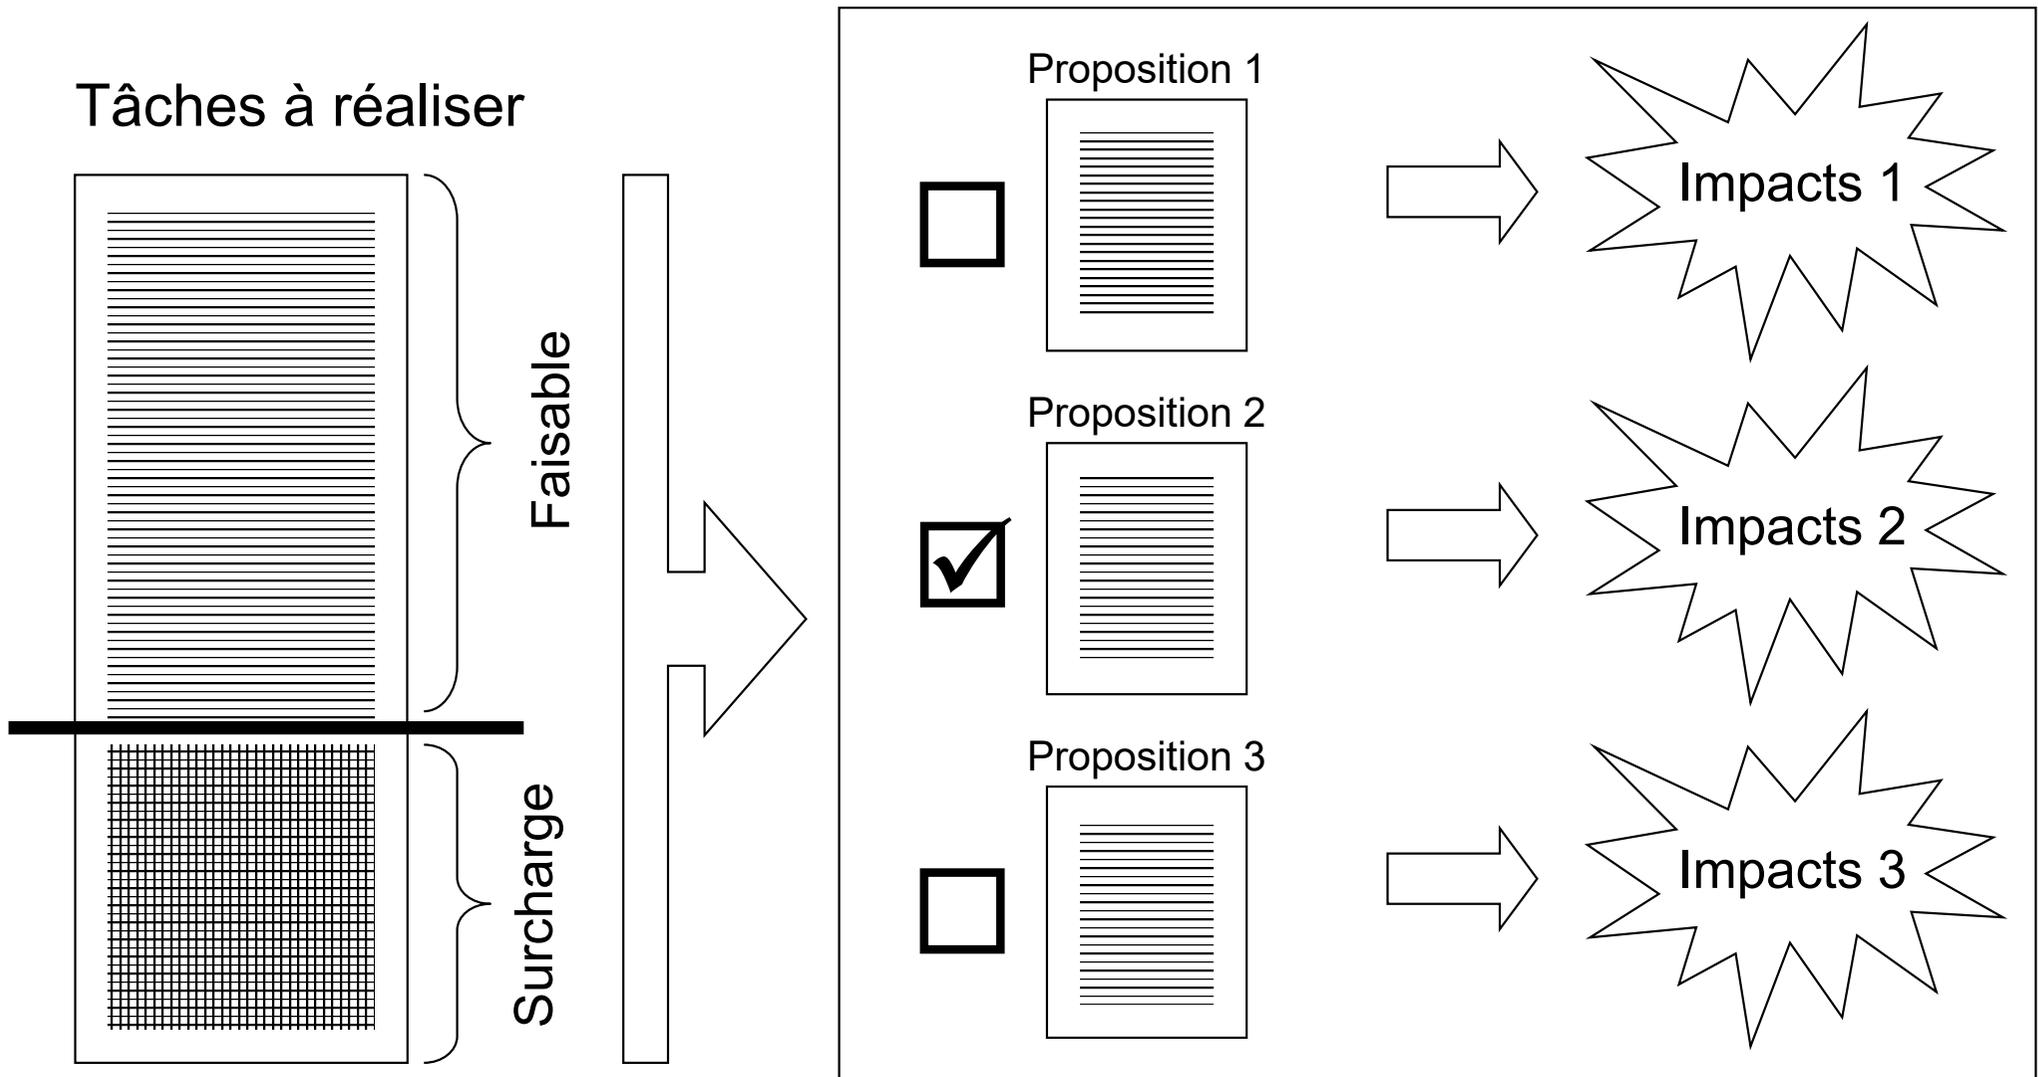 Tâches à réaliser
Faisable
Surcharge
Proposition 1
Impacts 1
Proposition 2
Impacts 2
Proposition 3
Impacts 3